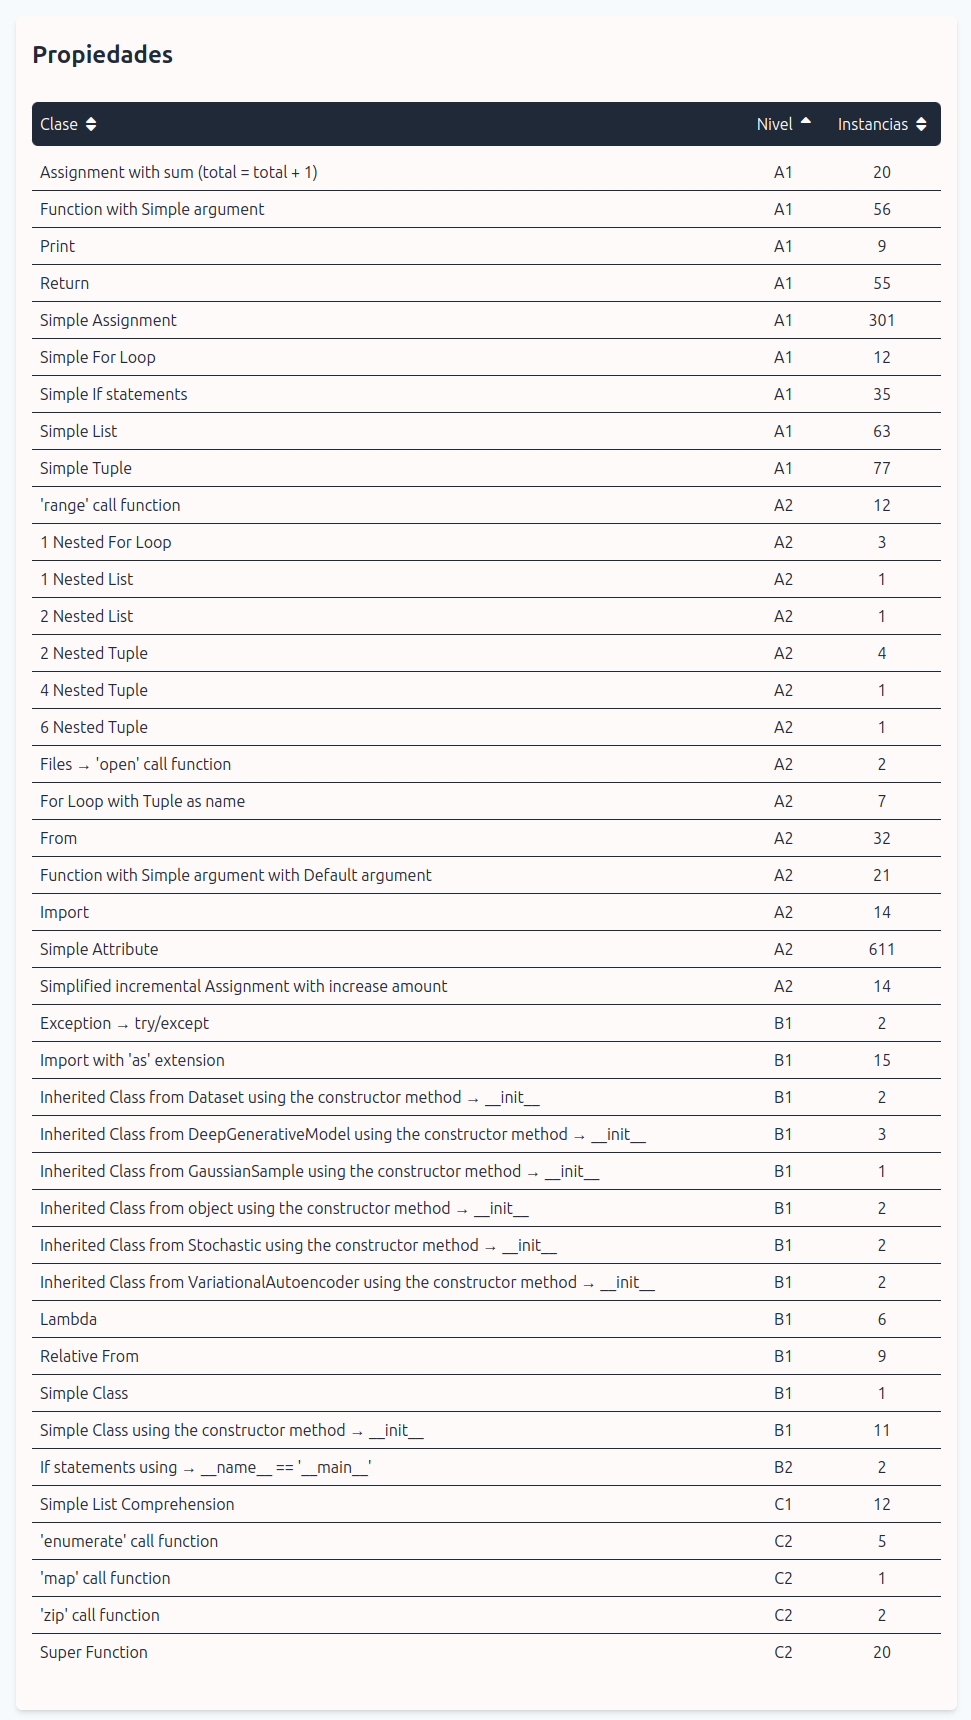 Propiedades
Clase Nivel Instancias
Assignment with sum (total = total + 1) A1 20
Function with Simple argument A1 56
Print A1 9
Return A1 55
Simple Assignment A1 301
Simple For Loop A1 12
Simple If statements A1 35
Simple List A1 63
Simple Tuple A1 77
'range' call function A2 12
1 Nested For Loop A2 3
1 Nested List A2 1
2 Nested List A2 1
2 Nested Tuple A2 4
4 Nested Tuple A2 1
6 Nested Tuple A2 1
Files → 'open' call function A2 2
For Loop with Tuple as name A2 7
From A2 32
Function with Simple argument with Default argument A2 21
Import A2 14
Simple Attribute A2 611
Simplified incremental Assignment with increase amount A2 14
Exception → try/except B1 2
Import with 'as' extension B1 15
Inherited Class from Dataset using the constructor method → __init__ B1 2
Inherited Class from DeepGenerativeModel using the constructor method → __init__ B1 3
Inherited Class from GaussianSample using the constructor method → __init__ B1 1
Inherited Class from object using the constructor method → __init__ B1 2
Inherited Class from Stochastic using the constructor method → __init__ B1 2
Inherited Class from VariationalAutoencoder using the constructor method → __init__ B1 2
Lambda B1 6
Relative From B1 9
Simple Class B1 1
Simple Class using the constructor method → __init__ B1 11
If statements using → __name__ == '__main__' B2 2
Simple List Comprehension C1 12
'enumerate' call function C2 5
'map' call function C2 1
'zip' call function C2 2
Super Function C2 20